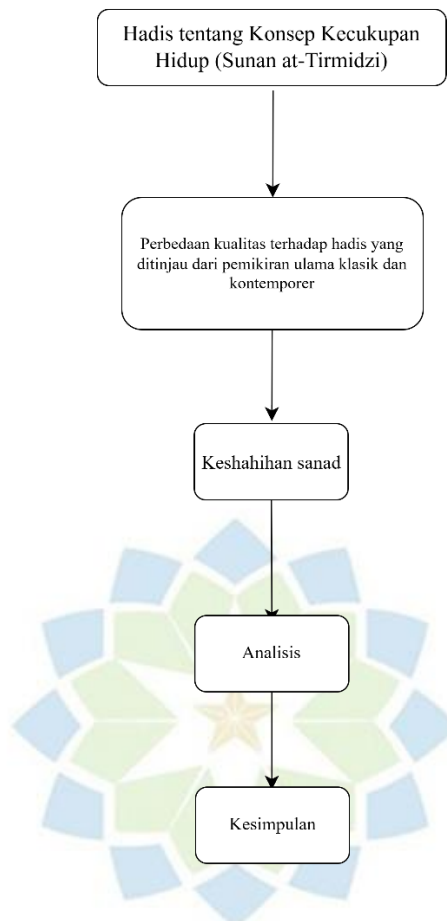 Hadis tentang Konsep Kecukupan
Hidup (Sunan at-Tirmidzi)
Perbedaan kualitas terhadap hadis yang
ditinjau dari pemikiran ulama klasik dan
kontemporer
Keshahihan sanad
Analisis
Kesimpulan